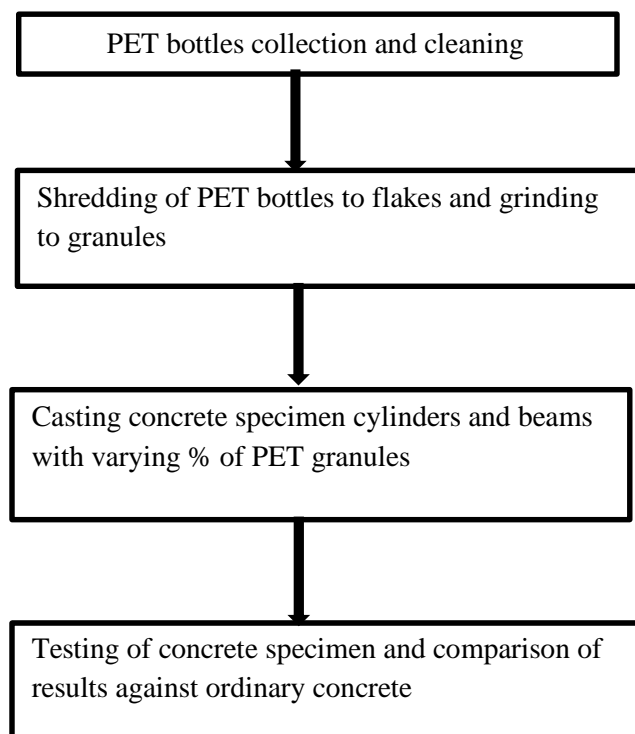 PET bottles collection and cleaning
Shredding of PET bottles to flakes and grinding
to granules
Casting concrete specimen cylinders and beams
with varying % of PET granules
Testing of concrete specimen and comparison of
results against ordinary concrete